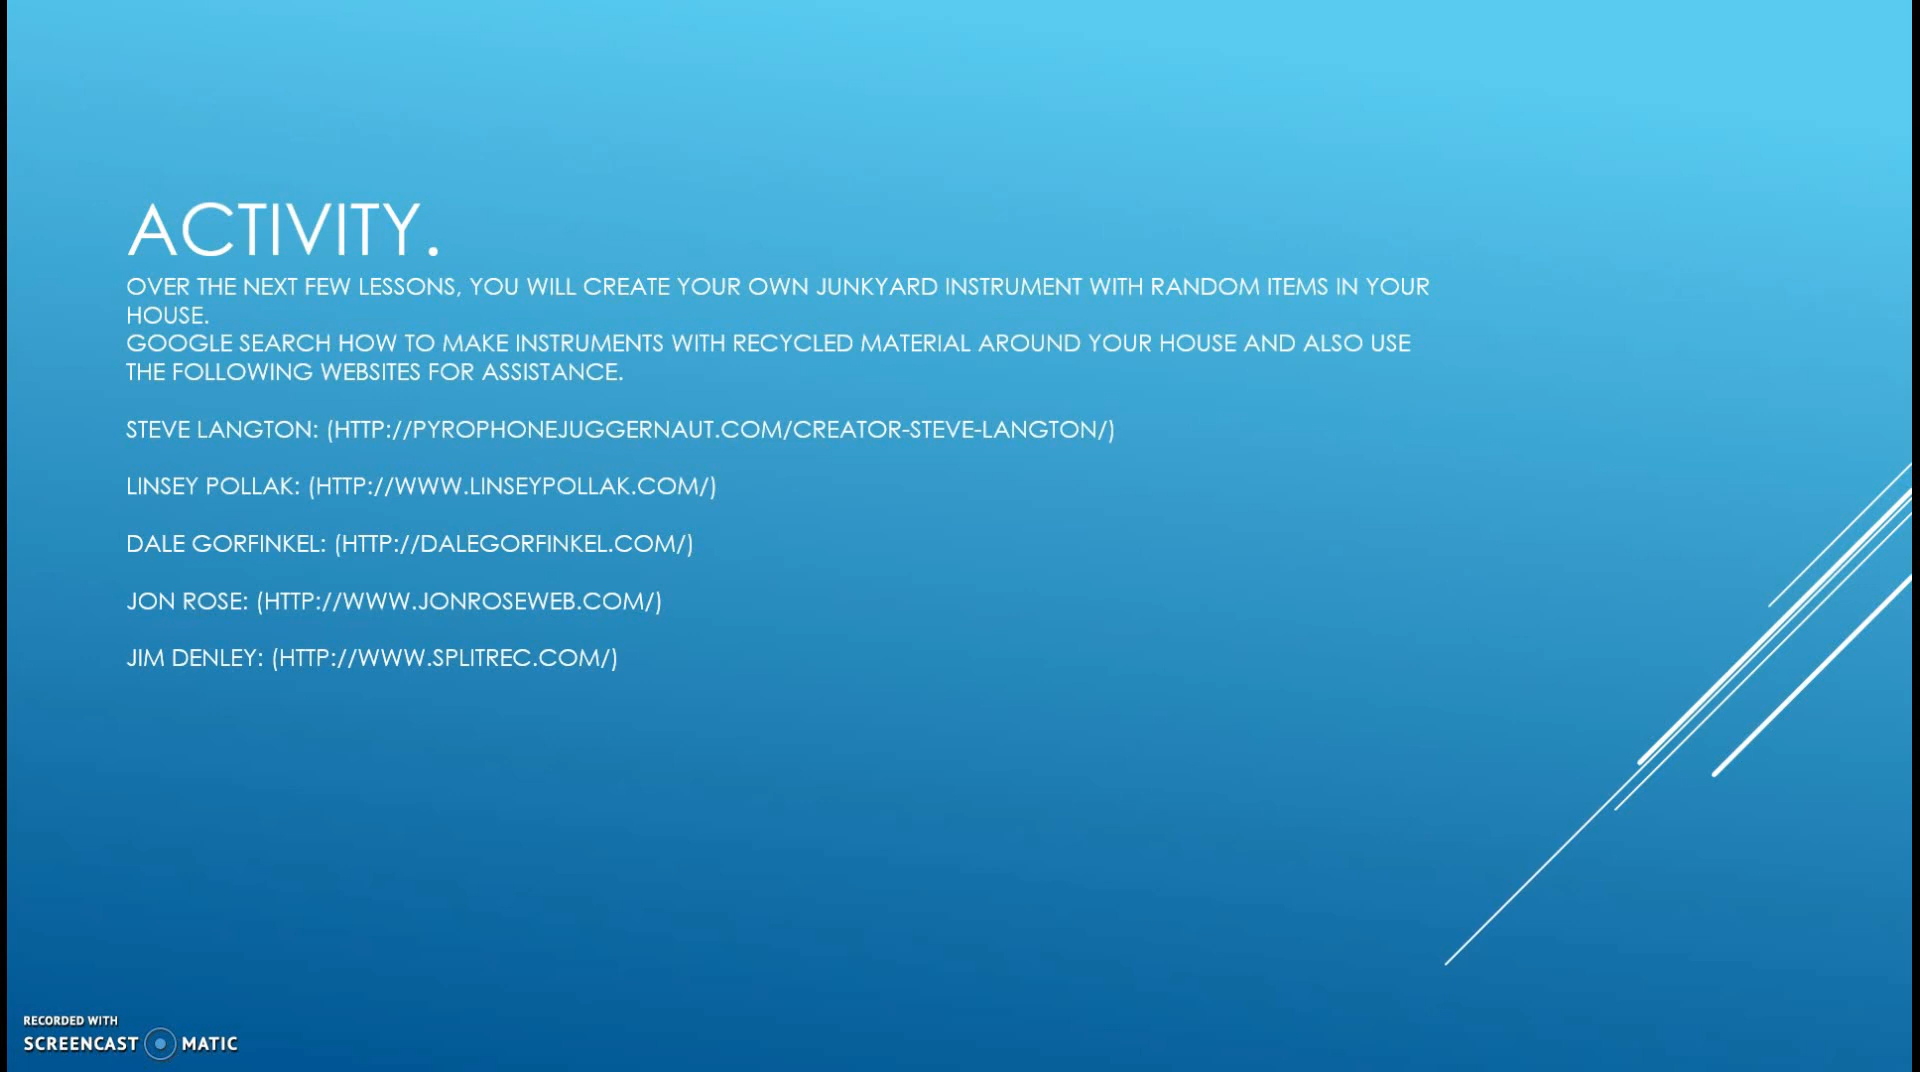 ACTIVITY.
OVER THE NEXT FEW LESSONS, YOU WILL CREATE YOUR OWN JUNKYARD INSTRUMENT WITH RANDOM ITEMS IN YOUR
HOUSE.
GOOGLE SEARCH HOW TO MAKE INSTRUMENTS WITH RECYCLED MATERIAL AROUND YOUR HOUSE AND ALSO USE
THE FOLLOWING WEBSITES FOR ASSISTANCE.
STEVE LANGTON: (HTTP://PYROPHONEJUGGERNAUT.COM/CREATOR-STEVE-LANGTON/)
LINSEY POLLAK: (HTTP://WWW.LINSEYPOLLAK.COM/)
DALE GORFINKEL: (HTTP://DALEGORFINKEL.COM/)
JON ROSE: (HTTP://WWW.JONROSEWEB.COM/)
JIM DENLEY: (HTTP://WWW.SPLITREC.COM/)
RECORDED WITH
SCREENCAST MATIC